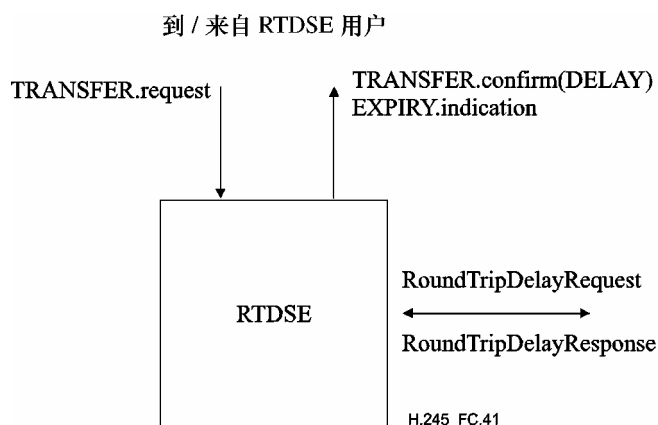 到 / 来自 RTDSE 用户
TRANSFER.request
TRANSFER.confirm(DELAY)
EXPIRY.indication
RTDSE
RoundTripDelayRequest
RoundTripDelayResponse
H.245_FC.41